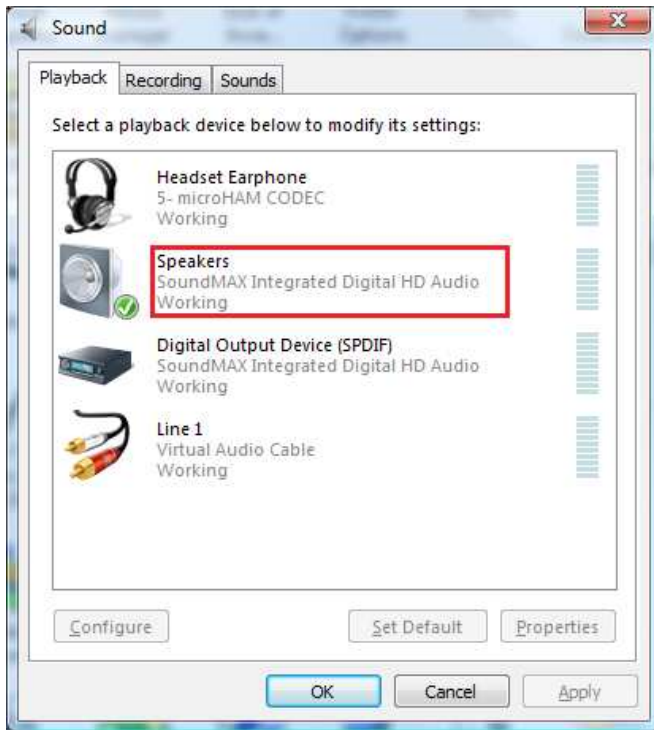 Sound
Playback Recording Sounds
Select a playback device below to modify its settings:
Headset Earphone
5- microHAM CODEC
Working
Speakers
SoundMAX Integrated Digital HD Audio
Working
Digital Output Device (SPDIF)
SoundMAX Integrated Digital HD Audio
Working
Line 1
Virtual Audio Cable
Working
Configure Set Default Properties
OK Cancel Apply